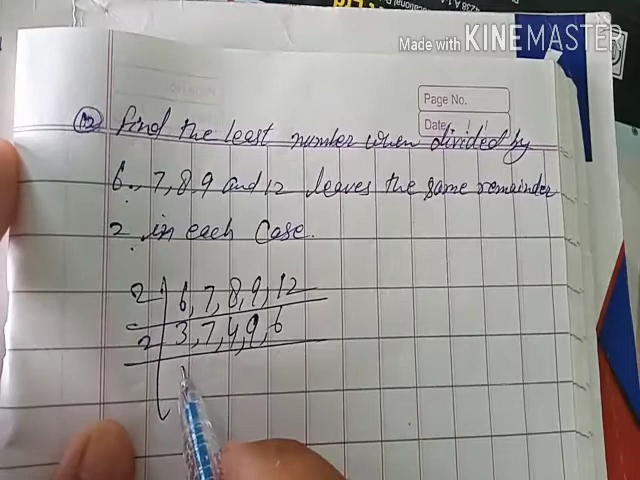 Made with KINEMASTER
Page No.
Date
Find the leest number when divided by
6, 7, 8, 9 and 12 leaves the same remainder
2 in each case.
2 | 6, 7, 8, 9, 12
2 | 3, 7, 4, 9, 6